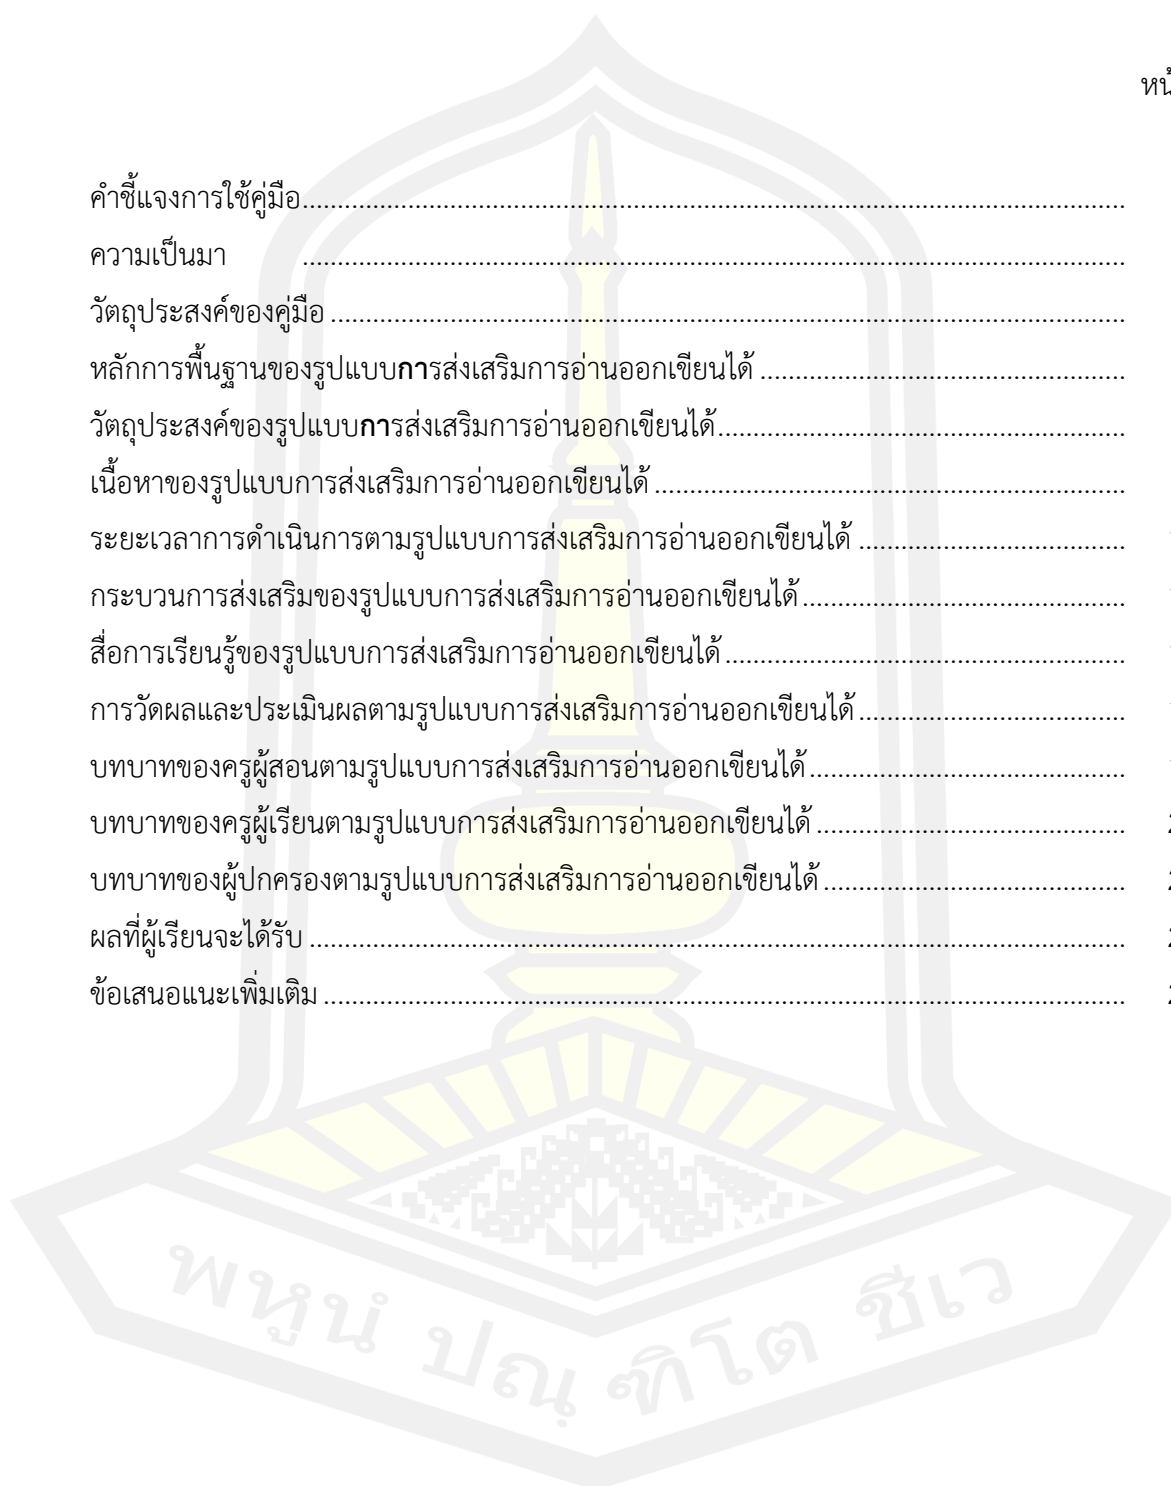 คำชี้แจงการใช้คู่มือ........................................................................................................................
ความเป็นมา ........................................................................................................................
วัตถุประสงค์ของคู่มือ ....................................................................................................................
หลักการพื้นฐานของรูปแบบการส่งเสริมการอ่านออกเขียนได้ .....................................................
วัตถุประสงค์ของรูปแบบการส่งเสริมการอ่านออกเขียนได้...........................................................
เนื้อหาของรูปแบบการส่งเสริมการอ่านออกเขียนได้ ....................................................................
ระยะเวลาการดำเนินการตามรูปแบบการส่งเสริมการอ่านออกเขียนได้ .......................................
กระบวนการส่งเสริมของรูปแบบการส่งเสริมการอ่านออกเขียนได้...............................................
สื่อการเรียนรู้ของรูปแบบการส่งเสริมการอ่านออกเขียนได้..........................................................
การวัดผลและประเมินผลตามรูปแบบการส่งเสริมการอ่านออกเขียนได้.......................................
บทบาทของครูผู้สอนตามรูปแบบการส่งเสริมการอ่านออกเขียนได้..............................................
บทบาทของครูผู้เรียนตามรูปแบบการส่งเสริมการอ่านออกเขียนได้ ............................................. 2
บทบาทของผู้ปกครองตามรูปแบบการส่งเสริมการอ่านออกเขียนได้............................................ 2
ผลที่ผู้เรียนจะได้รับ ....................................................................................................................... 2
ข้อเสนอแนะเพิ่มเติม ..................................................................................................................... 2
พหูนํ ปณฺฑิโต ชีเว